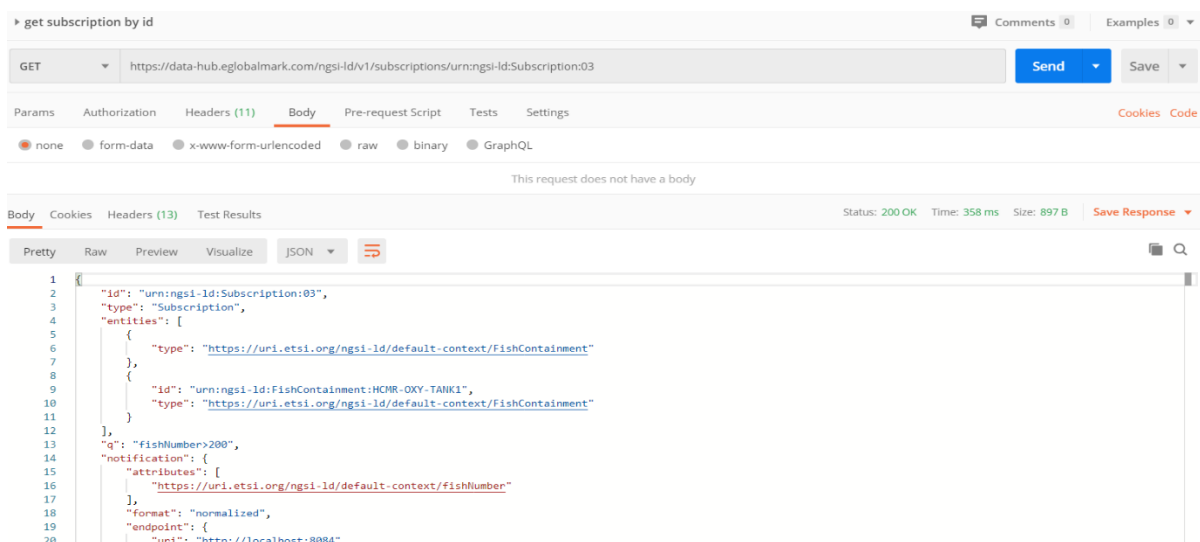 get subscription by id Comments 0 Examples 0
GET https://data-hub.eglobalmark.com/ngsi-ld/v1/subscriptions/urn:ngsi-ld:Subscription:03 Send Save
Params Authorization Headers (11) Body Pre-request Script Tests Settings Cookies Code
none form-data x-www-form-urlencoded raw binary GraphQL
This request does not have a body
Body Cookies Headers (13) Test Results Status: 200 OK Time: 358 ms Size: 897 B Save Response
Pretty Raw Preview Visualize JSON
1 {
2 "id": "urn:ngsi-ld:Subscription:03",
3 "type": "Subscription",
4 "entities": [
5 {
6 "type": "https://uri.etsi.org/ngsi-ld/default-context/FishContainment"
7 },
8 {
9 "id": "urn:ngsi-ld:FishContainment:HCMR-OXY-TANK1",
10 "type": "https://uri.etsi.org/ngsi-ld/default-context/FishContainment"
11 }
12 ],
13 "q": "fishNumber>200",
14 "notification": {
15 "attributes": [
16 "https://uri.etsi.org/ngsi-ld/default-context/fishNumber"
17 ],
18 "format": "normalized",
19 "endpoint": {
20 "uri": "http://localhost:8084"